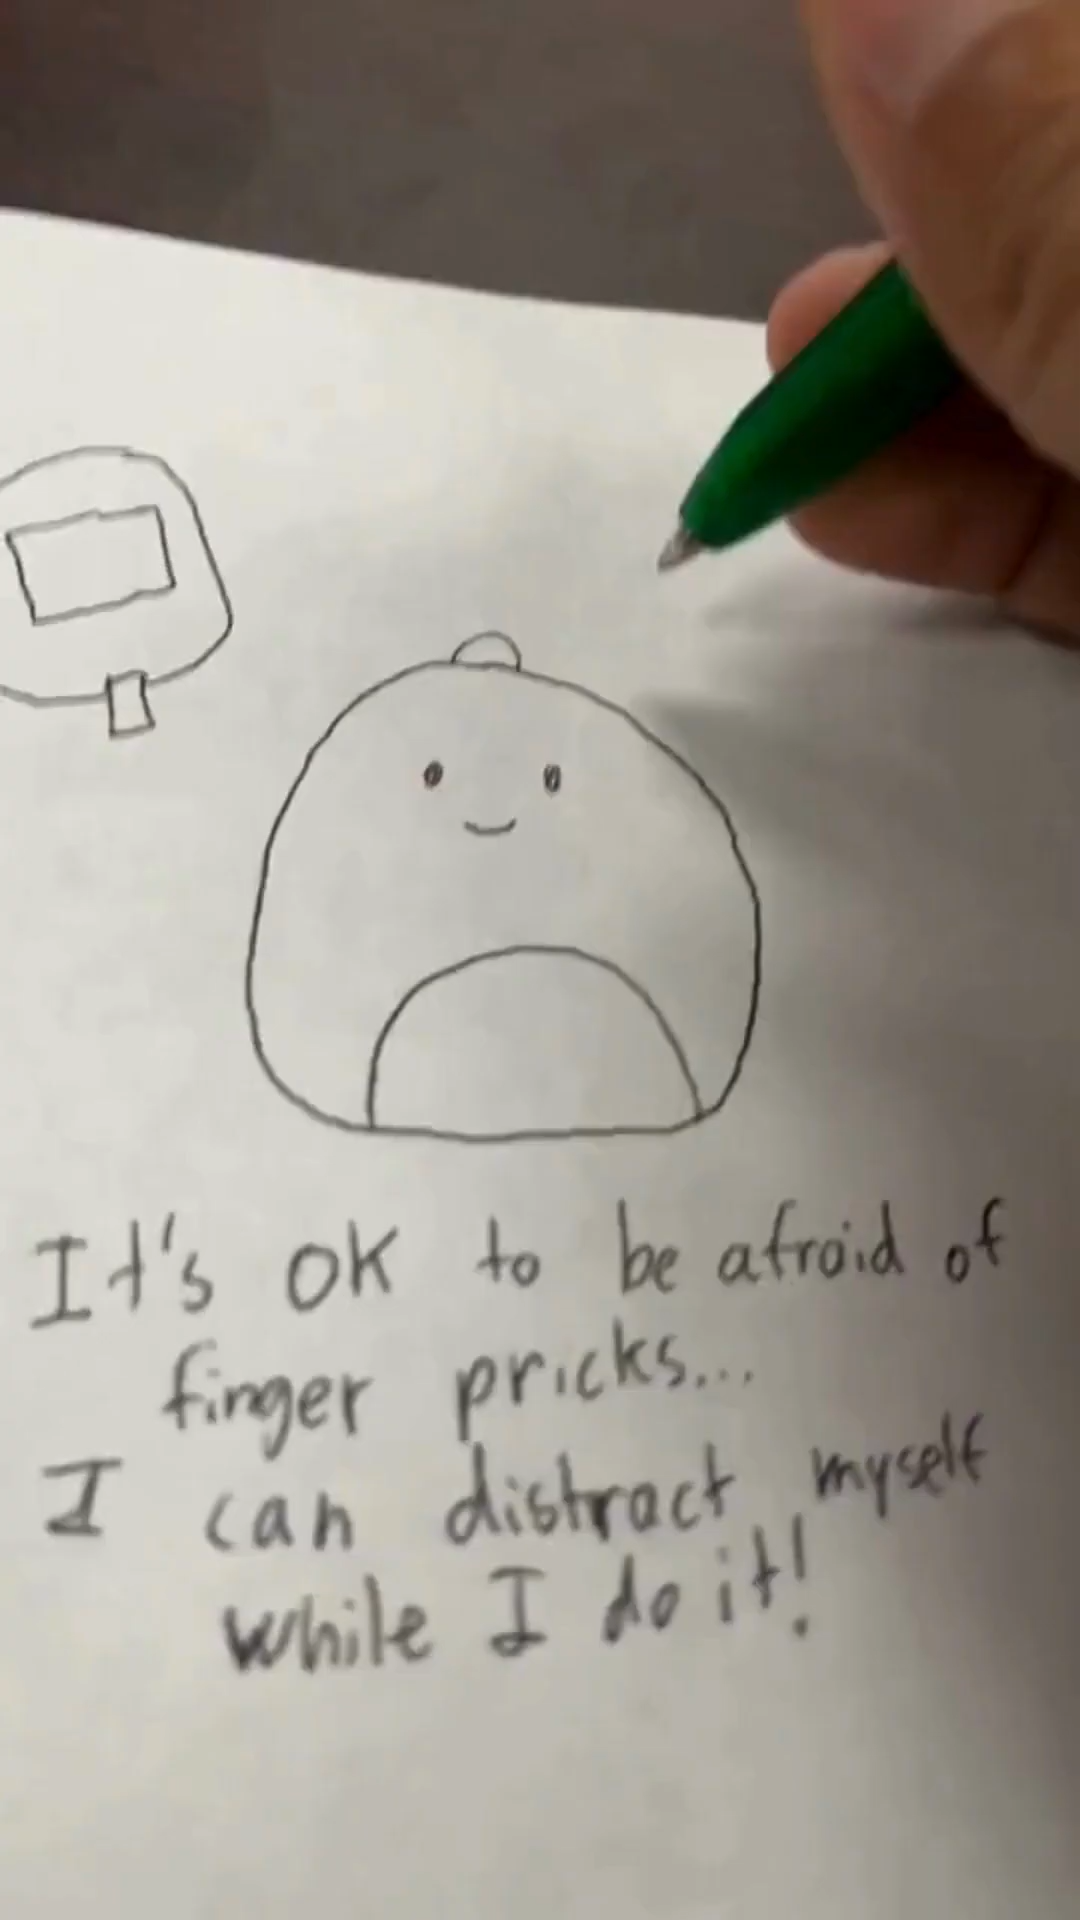 It's OK to be afraid of
finger pricks...
I can distract myself
while I do it!